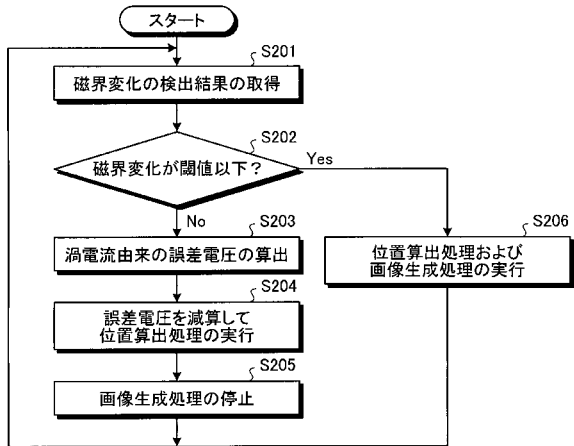 スタート
S201
磁界変化の検出結果の取得
S202
磁界変化が閾値以下？
Yes
No
S203
渦電流由来の誤差電圧の算出
S206
位置算出処理および
画像生成処理の実行
S204
誤差電圧を減算して
位置算出処理の実行
S205
画像生成処理の停止